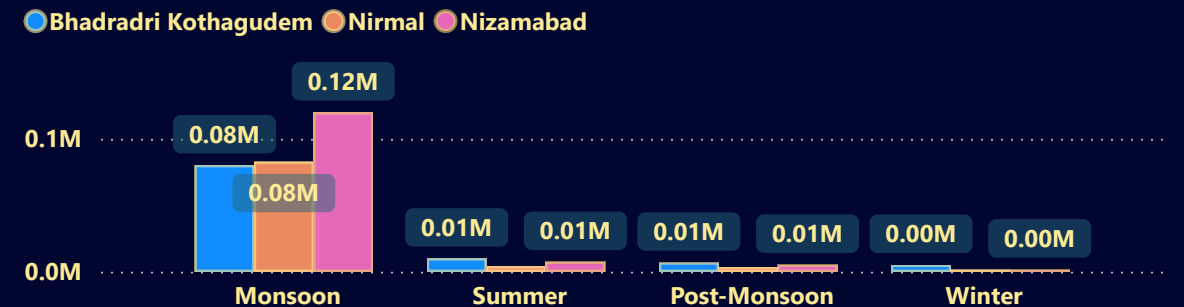 Bhadradri Kothagudem Nirmal Nizamabad
0.12M
0.08M
0.1M
0.08M
0.01M 0.01M 0.01M 0.01M 0.00M 0.00M
0.0M
Monsoon Summer Post-Monsoon Winter